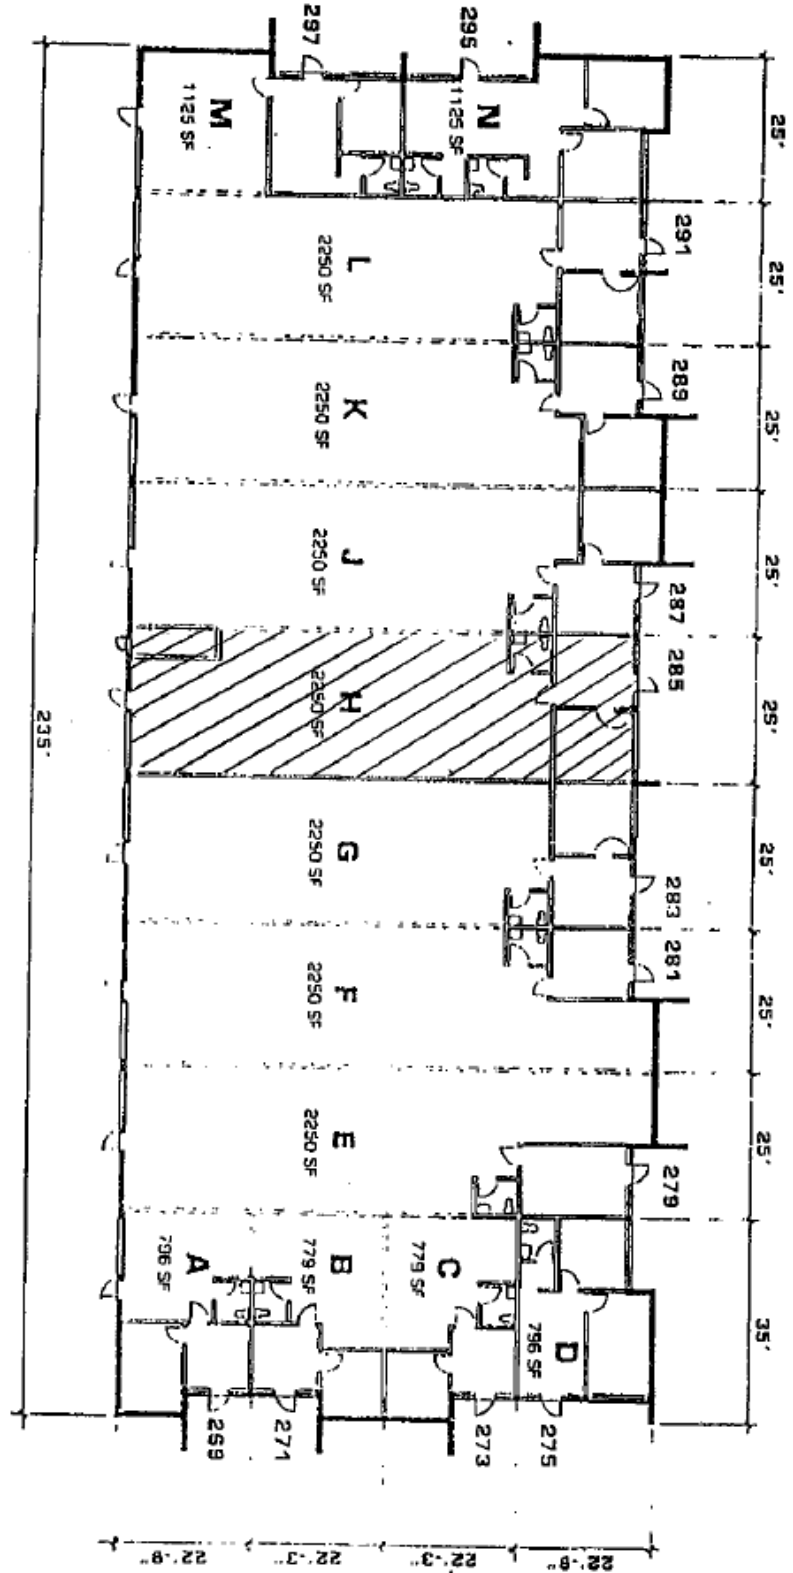 297
295
25'
M
1125 SF
N
1125 SF
291
25'
L
2250 SF
289
25'
K
2250 SF
J
2250 SF
287
25'
285
25'
H
2250 SF
235'
G
2250 SF
283
25'
281
25'
F
2250 SF
E
2250 SF
279
25'
A
796 SF
B
779 SF
C
779 SF
D
796 SF
35'
269
271
273
275
22'-8"
22'-3"
22'-3"
22'-8"